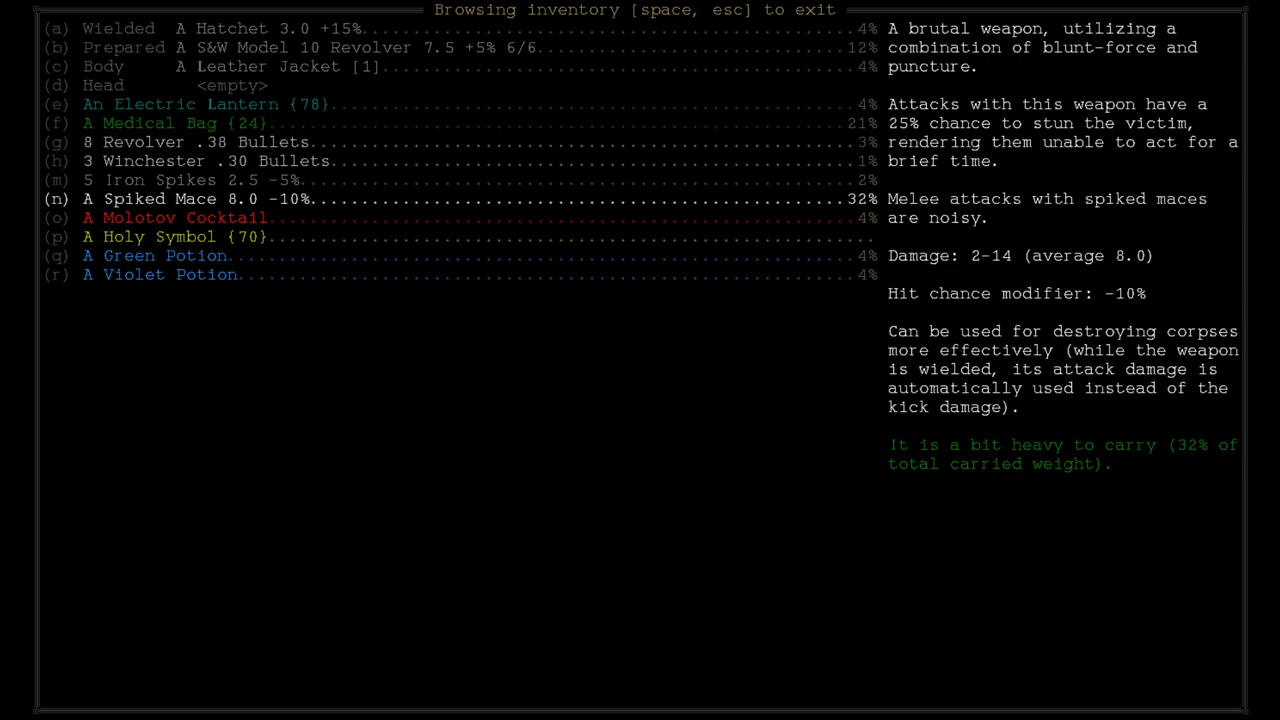 Browsing inventory [space, esc] to exit
(a) Wielded A Hatchet 3.0 +15%...............................................4%
(b) Prepared A S&W Model 10 Revolver 7.5 +5% 6/6..............................12%
(c) Body A Leather Jacket [1].............................................4%
(d) Head <empty>
(e) An Electric Lantern {78}..................................................4%
(f) A Medical Bag {24}........................................................21%
(g) 8 Revolver .38 Bullets....................................................3%
(h) 3 Winchester .30 Bullets..................................................1%
(m) 5 Iron Spikes 2.5 -5%.....................................................2%
(n) A Spiked Mace 8.0 -10%....................................................32%
(o) A Molotov Cocktail........................................................4%
(p) A Holy Symbol {70}..........................................................
(q) A Green Potion............................................................4%
(r) A Violet Potion...........................................................4%
A brutal weapon, utilizing a
combination of blunt-force and
puncture.
Attacks with this weapon have a
25% chance to stun the victim,
rendering them unable to act for a
brief time.
Melee attacks with spiked maces
are noisy.
Damage: 2-14 (average 8.0)
Hit chance modifier: -10%
Can be used for destroying corpses
more effectively (while the weapon
is wielded, its attack damage is
automatically used instead of the
kick damage).
It is a bit heavy to carry (32% of
total carried weight).